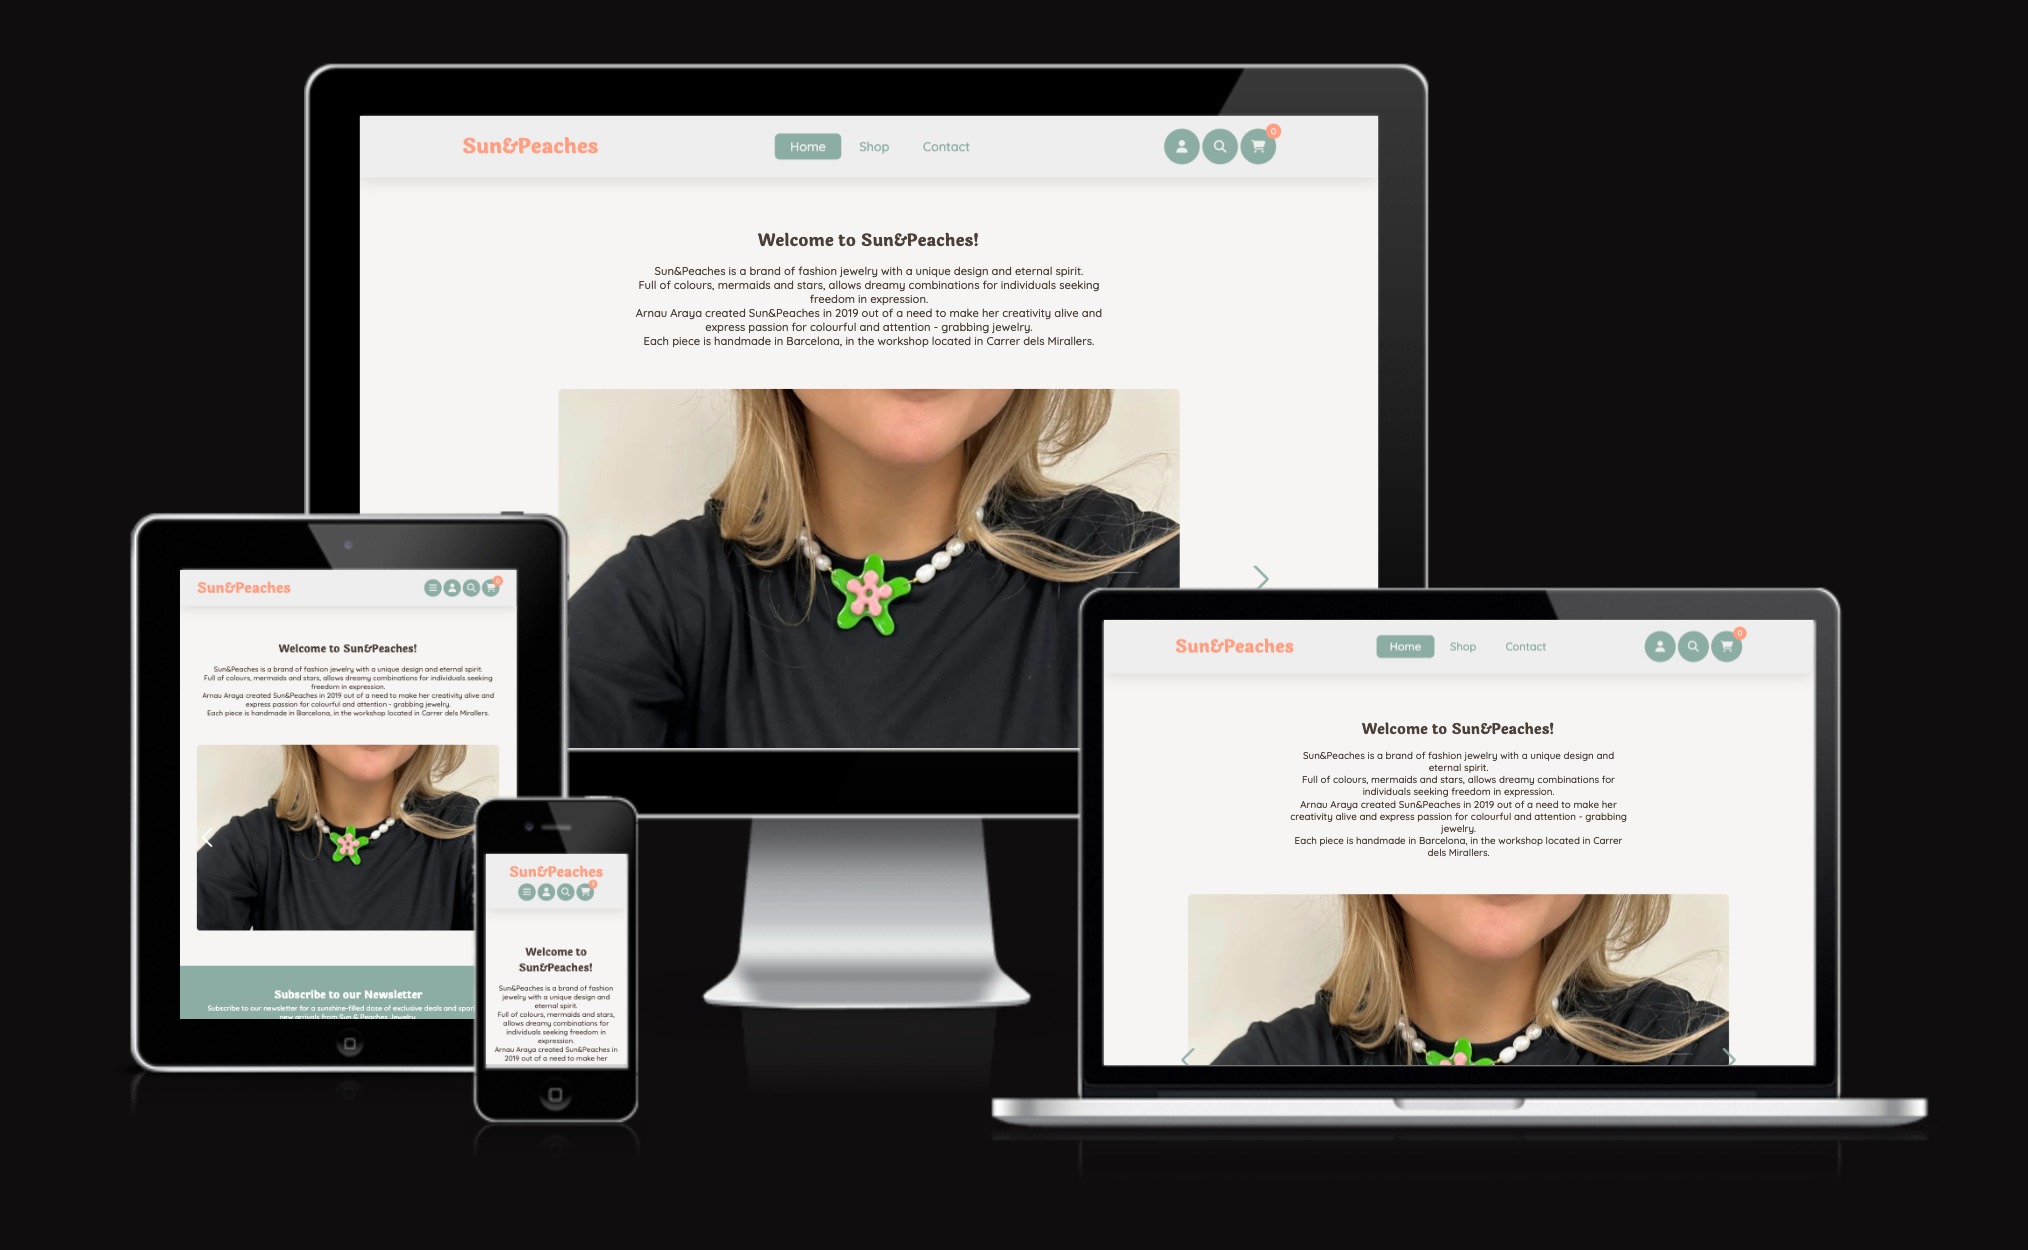 Sun&Peaches
Home
Shop
Contact
0
Welcome to Sun&Peaches!
Sun&Peaches is a brand of fashion jewelry with a unique design and eternal spirit.
Full of colours, mermaids and stars, allows dreamy combinations for individuals seeking
freedom in expression.
Arnau Araya created Sun&Peaches in 2019 out of a need to make her creativity alive and
express passion for colourful and attention - grabbing jewelry.
Each piece is handmade in Barcelona, in the workshop located in Carrer dels Mirallers.
Sun&Peaches
0
Welcome to Sun&Peaches!
Sun&Peaches is a brand of fashion jewelry with a unique design and eternal spirit.
Full of colours, mermaids and stars, allows dreamy combinations for individuals seeking
freedom in expression.
Arnau Araya created Sun&Peaches in 2019 out of a need to make her creativity alive and
express passion for colourful and attention - grabbing jewelry.
Each piece is handmade in Barcelona, in the workshop located in Carrer dels Mirallers.
Subscribe to our Newsletter
Subscribe to our newsletter for a sunshine-filled dose of exclusive deals and
new arrivals from Sun & Peaches Jewelry.
Sun&Peaches
0
Welcome to
Sun&Peaches!
Sun&Peaches is a brand of fashion
jewelry with a unique design and
eternal spirit.
Full of colours, mermaids and stars,
allows dreamy combinations for
individuals seeking freedom in
expression.
Arnau Araya created Sun&Peaches in
2019 out of a need to make her
Sun&Peaches
Home
Shop
Contact
0
Welcome to Sun&Peaches!
Sun&Peaches is a brand of fashion jewelry with a unique design and
eternal spirit.
Full of colours, mermaids and stars, allows dreamy combinations for
individuals seeking freedom in expression.
Arnau Araya created Sun&Peaches in 2019 out of a need to make her
creativity alive and express passion for colourful and attention - grabbing
jewelry.
Each piece is handmade in Barcelona, in the workshop located in Carrer
dels Mirallers.